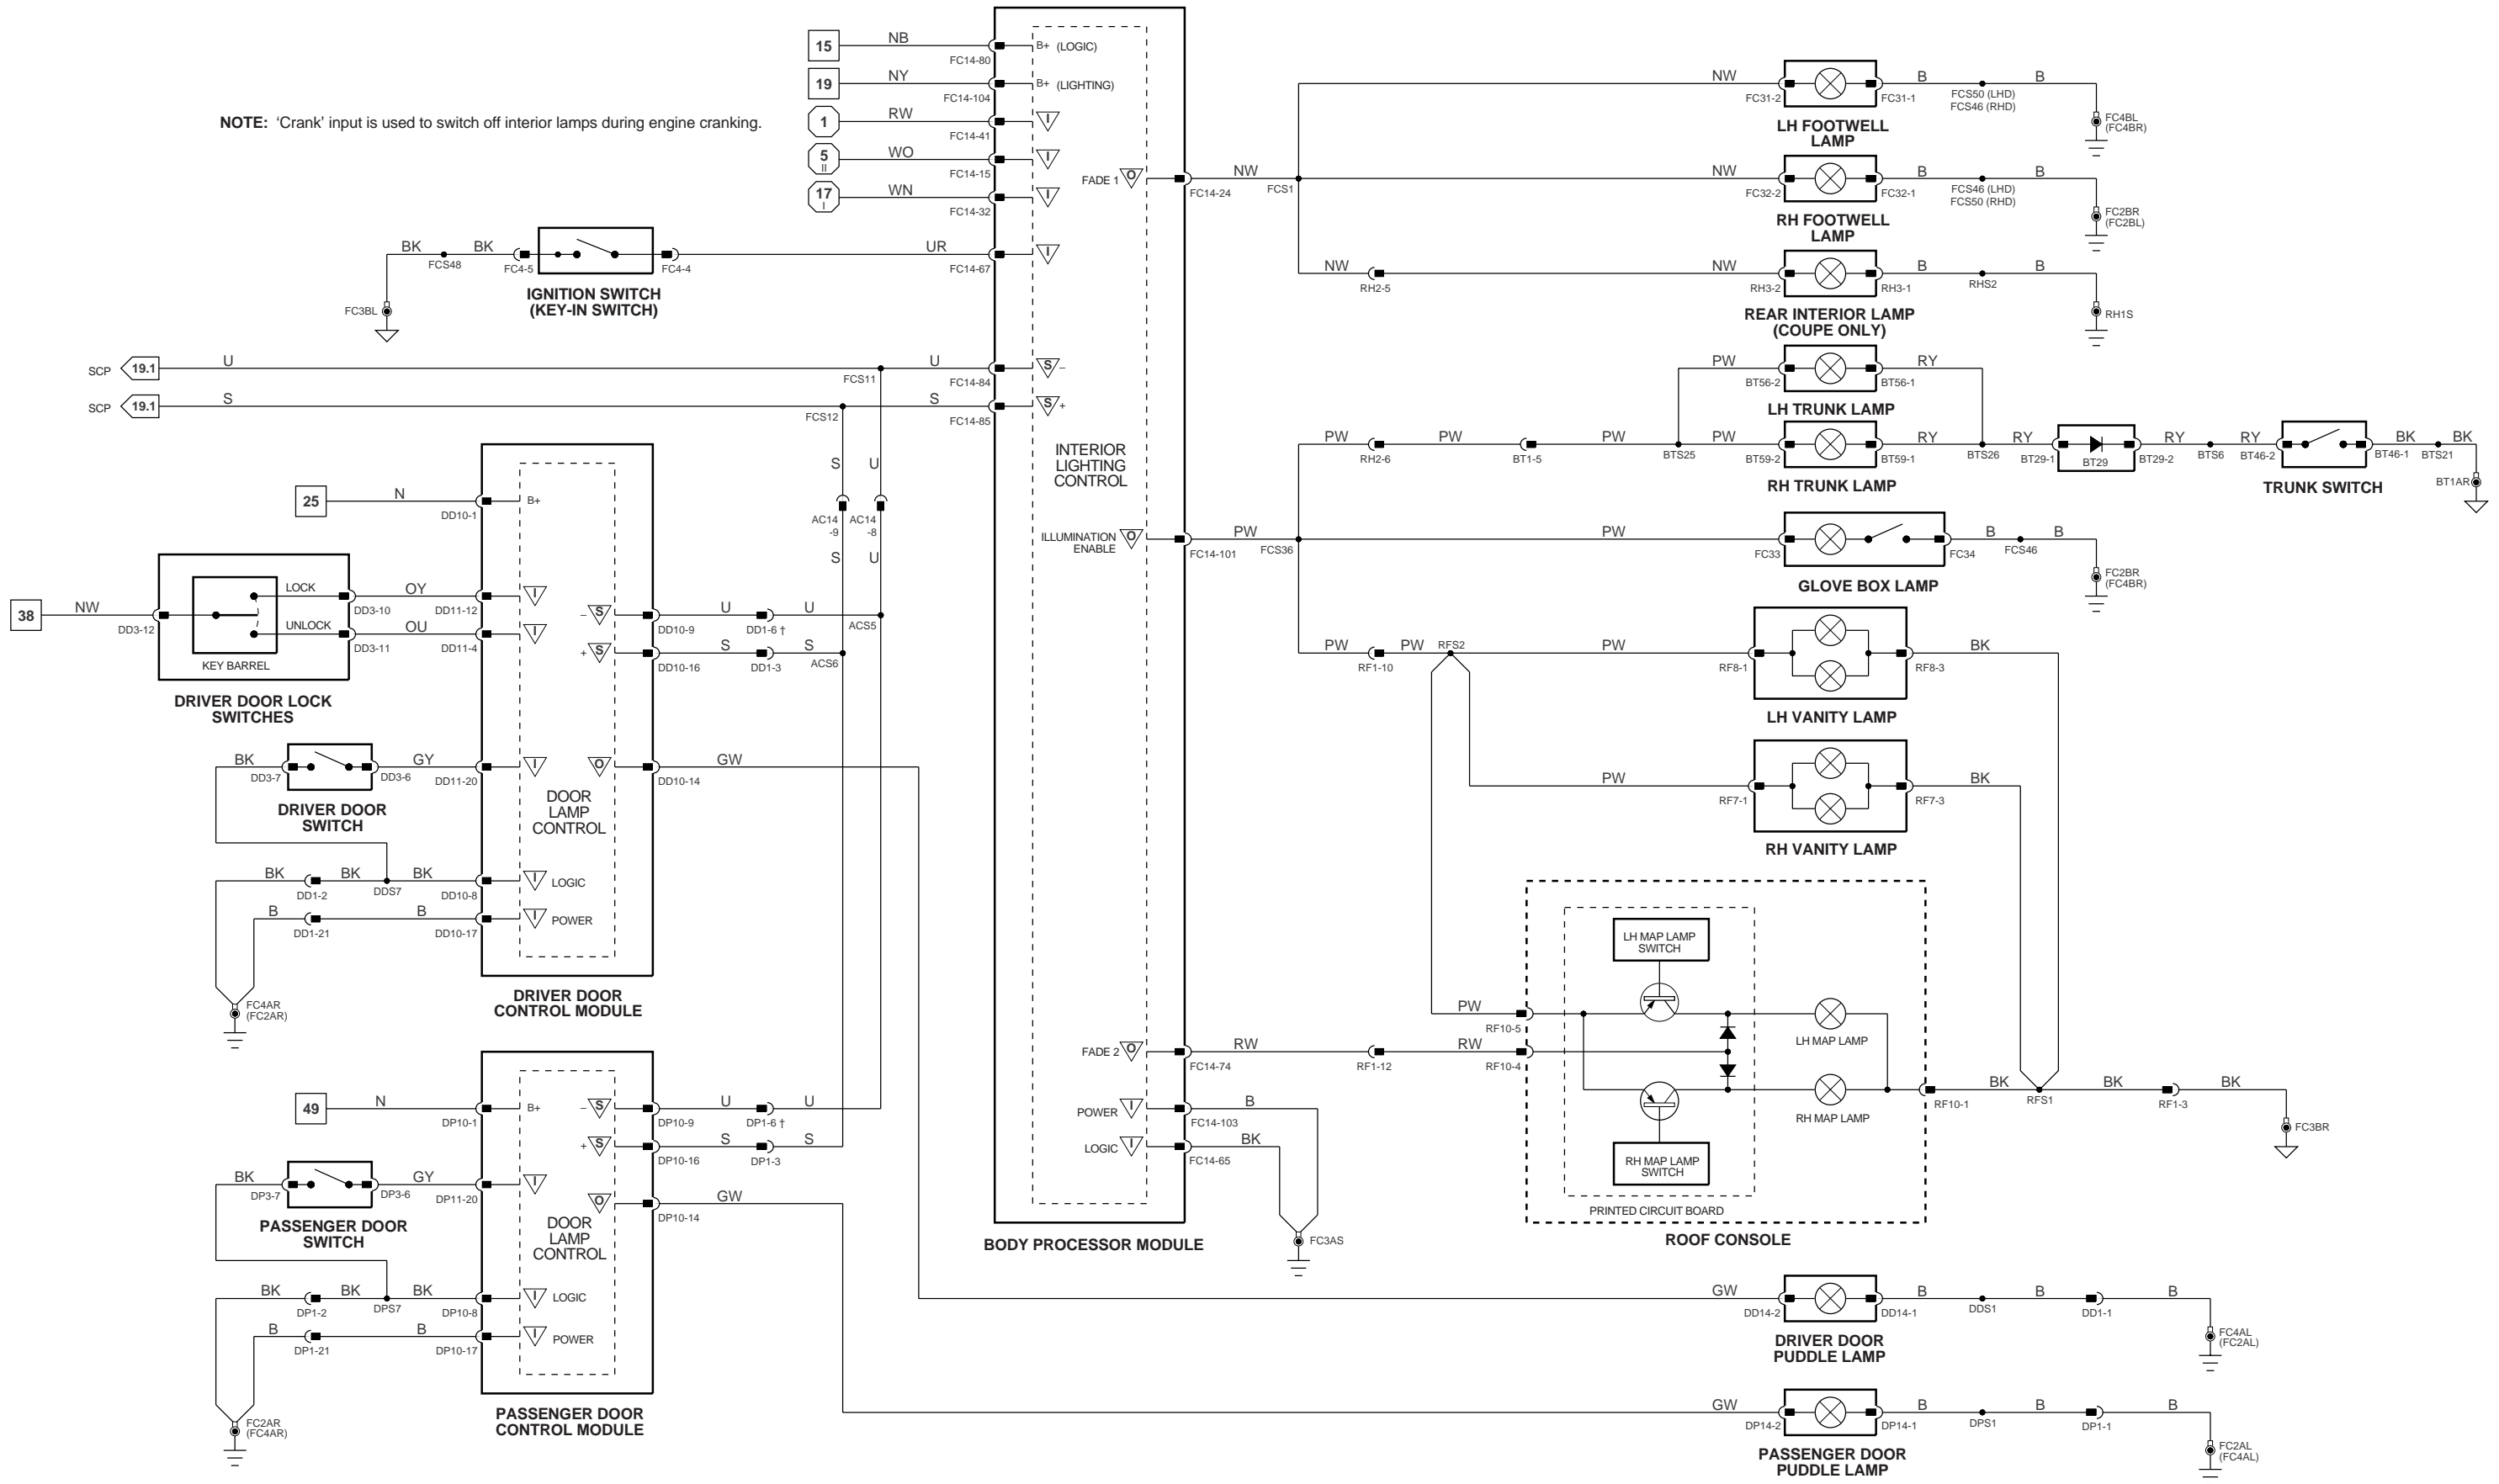 NOTE: ‘Crank’ input is used to switch off interior lamps during engine cranking.
15 NB FC14-80 B+ (LOGIC)
19 NY FC14-104 B+ (LIGHTING)
1 RW FC14-41 I
5 II WO FC14-15 I
17 I WN FC14-32 I
FC3BL BK FCS48 BK FC4-5 FC4-4 UR FC14-67 I
IGNITION SWITCH
(KEY-IN SWITCH)
SCP 19.1 U FCS11 U FC14-84 S –
SCP 19.1 S FCS12 S FC14-85 S +
S U
AC14 -9 AC14 -8
S U
INTERIOR
LIGHTING
CONTROL
25 N DD10-1 B+
38 NW DD3-12
LOCK DD3-10 OY DD11-12 I
UNLOCK DD3-11 OU DD11-4 I
KEY BARREL
DRIVER DOOR LOCK
SWITCHES
– S DD10-9 U DD1-6 † U ACS5
+ S DD10-16 S DD1-3 S ACS6
BK DD3-7 DD3-6 GY DD11-20 I
DRIVER DOOR
SWITCH
O DD10-14 GW
DOOR
LAMP
CONTROL
BK DD1-2 BK DDS7 BK DD10-8 I LOGIC
B DD1-21 B DD10-17 I POWER
FC4AR
(FC2AR)
DRIVER DOOR
CONTROL MODULE
49 N DP10-1 B+
– S DP10-9 U DP1-6 † U
+ S DP10-16 S DP1-3 S
BK DP3-7 DP3-6 GY DP11-20 I
PASSENGER DOOR
SWITCH
O DP10-14 GW
DOOR
LAMP
CONTROL
BK DP1-2 BK DPS7 BK DP10-8 I LOGIC
B DP1-21 B DP10-17 I POWER
FC2AR
(FC4AR)
PASSENGER DOOR
CONTROL MODULE
FADE 1 O FC14-24 NW FCS1
NW FC31-2 FC31-1 B FCS50 (LHD) B
FCS46 (RHD)
FC4BL
(FC4BR)
LH FOOTWELL
LAMP
NW FC32-2 FC32-1 B FCS46 (LHD) B
FCS50 (RHD)
FC2BR
(FC2BL)
RH FOOTWELL
LAMP
NW RH2-5 NW RH3-2 RH3-1 B RHS2 B
RH1S
REAR INTERIOR LAMP
(COUPE ONLY)
PW BT56-2 BT56-1 RY
LH TRUNK LAMP
PW RH2-6 PW BT1-5 PW BTS25 PW BT59-2 BT59-1 RY BTS26 RY BT29-1 BT29 BT29-2 RY BTS6 RY BT46-2 BT46-1 BK BTS21 BK
BT1AR
RH TRUNK LAMP
TRUNK SWITCH
ILLUMINATION
ENABLE O FC14-101 PW FCS36 PW FC33 FC34 B FCS46 B
FC2BR
(FC4BR)
GLOVE BOX LAMP
PW RF1-10 PW RFS2 PW RF8-1 RF8-3 BK
LH VANITY LAMP
PW RF7-1 RF7-3 BK
RH VANITY LAMP
LH MAP LAMP
SWITCH
PW RF10-5
LH MAP LAMP
FADE 2 O FC14-74 RW RF1-12 RW RF10-4
RH MAP LAMP
RF10-1 BK RFS1 BK RF1-3 BK
FC3BR
RH MAP LAMP
SWITCH
PRINTED CIRCUIT BOARD
ROOF CONSOLE
POWER I FC14-103 B
LOGIC I FC14-65 BK
FC3AS
BODY PROCESSOR MODULE
GW DD14-2 DD14-1 B DDS1 B DD1-1 B
FC4AL
(FC2AL)
DRIVER DOOR
PUDDLE LAMP
GW DP14-2 DP14-1 B DPS1 B DP1-1 B
FC2AL
(FC4AL)
PASSENGER DOOR
PUDDLE LAMP